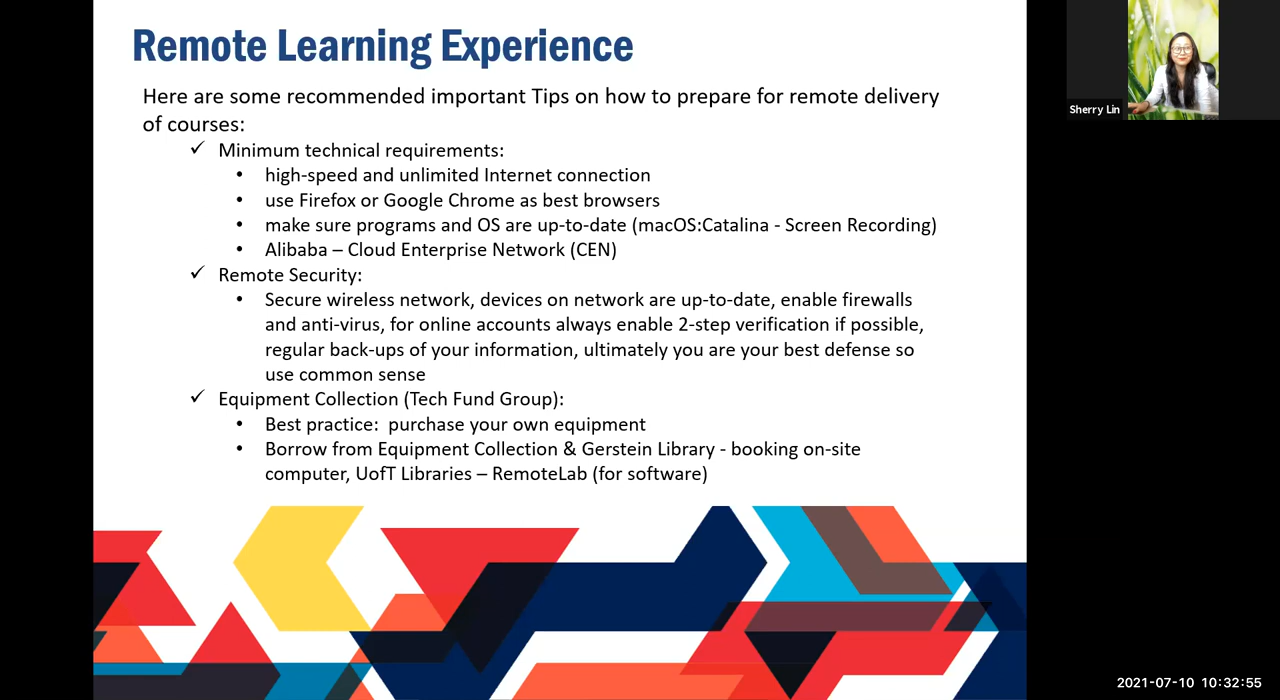 Remote Learning Experience
Here are some recommended important Tips on how to prepare for remote delivery
of courses:
✓ Minimum technical requirements:
• high-speed and unlimited Internet connection
• use Firefox or Google Chrome as best browsers
• make sure programs and OS are up-to-date (macOS:Catalina - Screen Recording)
• Alibaba – Cloud Enterprise Network (CEN)
✓ Remote Security:
• Secure wireless network, devices on network are up-to-date, enable firewalls
and anti-virus, for online accounts always enable 2-step verification if possible,
regular back-ups of your information, ultimately you are your best defense so
use common sense
✓ Equipment Collection (Tech Fund Group):
• Best practice:  purchase your own equipment
• Borrow from Equipment Collection & Gerstein Library - booking on-site
computer, UofT Libraries – RemoteLab (for software)
Sherry Lin
2021-07-10 10:32:55